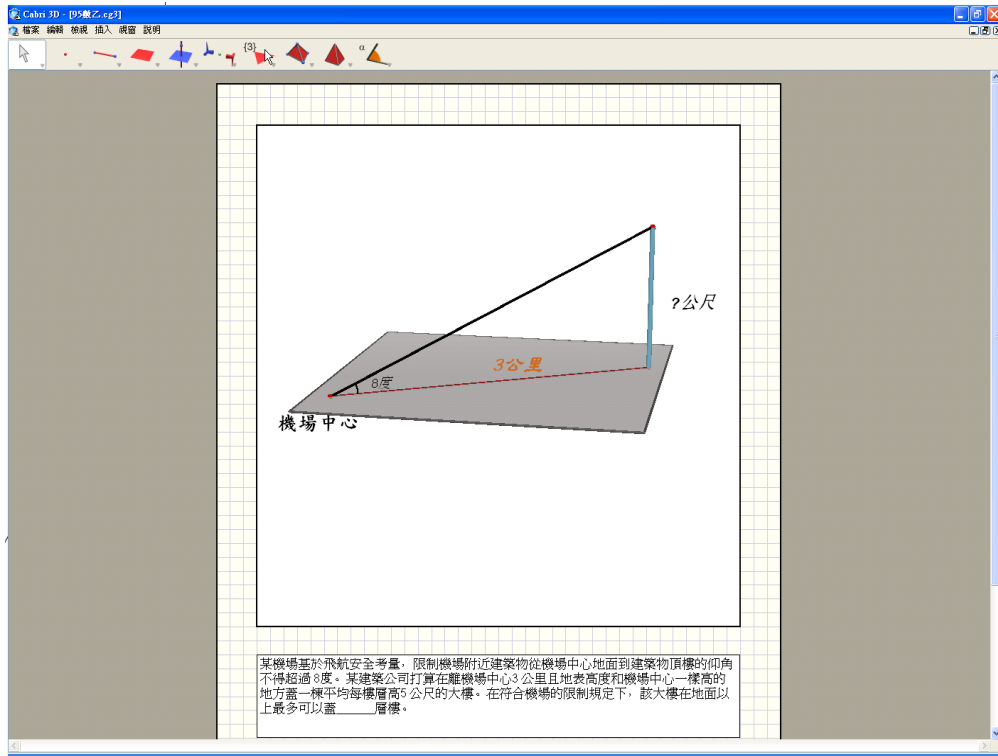 Cabri 3D - [95數乙.cg3]
檔案 編輯 檢視 插入 視窗 說明
{3}
α
?公尺
3公里
8度
機場中心
某機場基於飛航安全考量，限制機場附近建築物從機場中心地面到建築物頂樓的仰角
不得超過 8度。某建築公司打算在離機場中心3 公里且地表高度和機場中心一樣高的
地方蓋一棟平均每樓層高5 公尺的大樓。在符合機場的限制規定下，該大樓在地面以
上最多可以蓋______層樓。